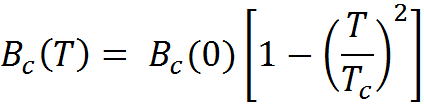 B_c(T) = B_c(0) [1 − (T/T_c)^2]